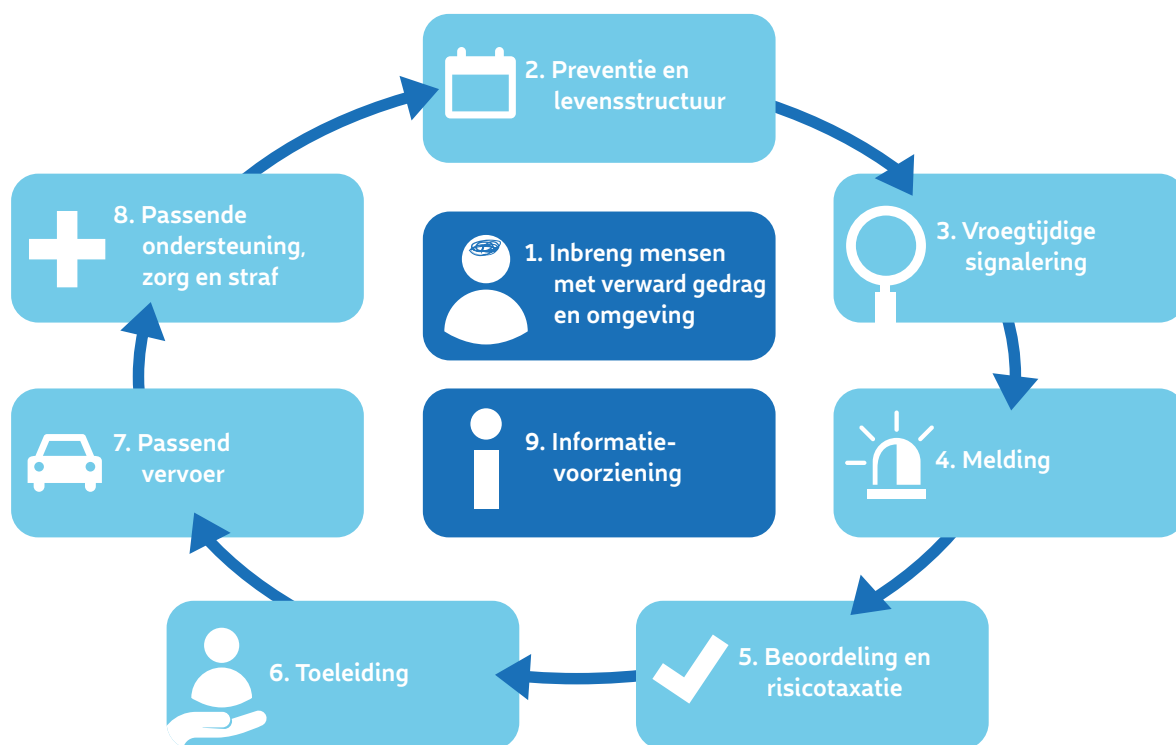 2. Preventie en
levensstructuur
8. Passende
ondersteuning,
zorg en straf
1. Inbreng mensen
met verward gedrag
en omgeving
3. Vroegtijdige
signalering
7. Passend
vervoer
9. Informatie-
voorziening
4. Melding
6. Toeleiding
5. Beoordeling en
risicotaxatie